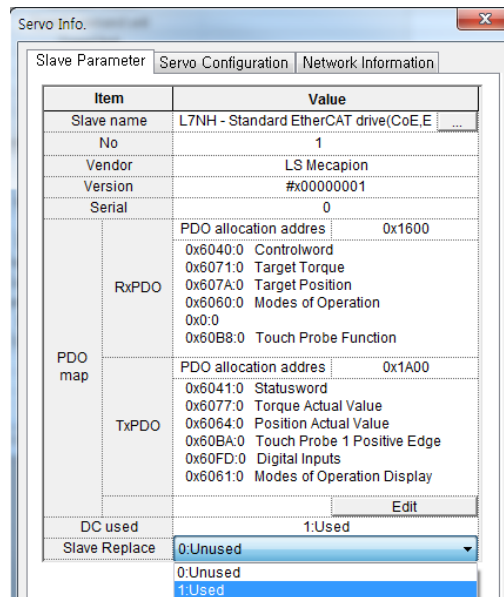 Servo Info.
Slave Parameter Servo Configuration Network Information
Item Value
Slave name L7NH - Standard EtherCAT drive(CoE,E ...
No 1
Vendor LS Mecapion
Version #x00000001
Serial 0
PDO map
RxPDO
PDO allocation addres 0x1600
0x6040:0 Controlword
0x6071:0 Target Torque
0x607A:0 Target Position
0x6060:0 Modes of Operation
0x0:0
0x60B8:0 Touch Probe Function
TxPDO
PDO allocation addres 0x1A00
0x6041:0 Statusword
0x6077:0 Torque Actual Value
0x6064:0 Position Actual Value
0x60BA:0 Touch Probe 1 Positive Edge
0x60FD:0 Digital Inputs
0x6061:0 Modes of Operation Display
Edit
DC used 1:Used
Slave Replace 0:Unused
0:Unused
1:Used